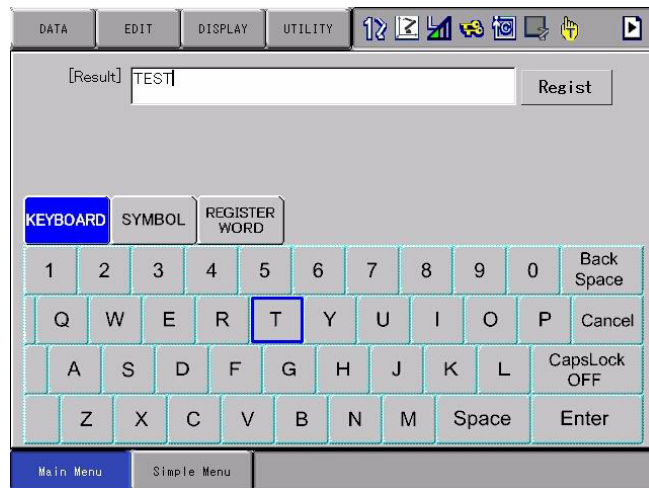 DATA EDIT DISPLAY UTILITY
[Result] TEST Regist
KEYBOARD SYMBOL REGISTER WORD
1 2 3 4 5 6 7 8 9 0 Back Space
Q W E R T Y U I O P Cancel
A S D F G H J K L CapsLock OFF
Z X C V B N M Space Enter
Main Menu Simple Menu